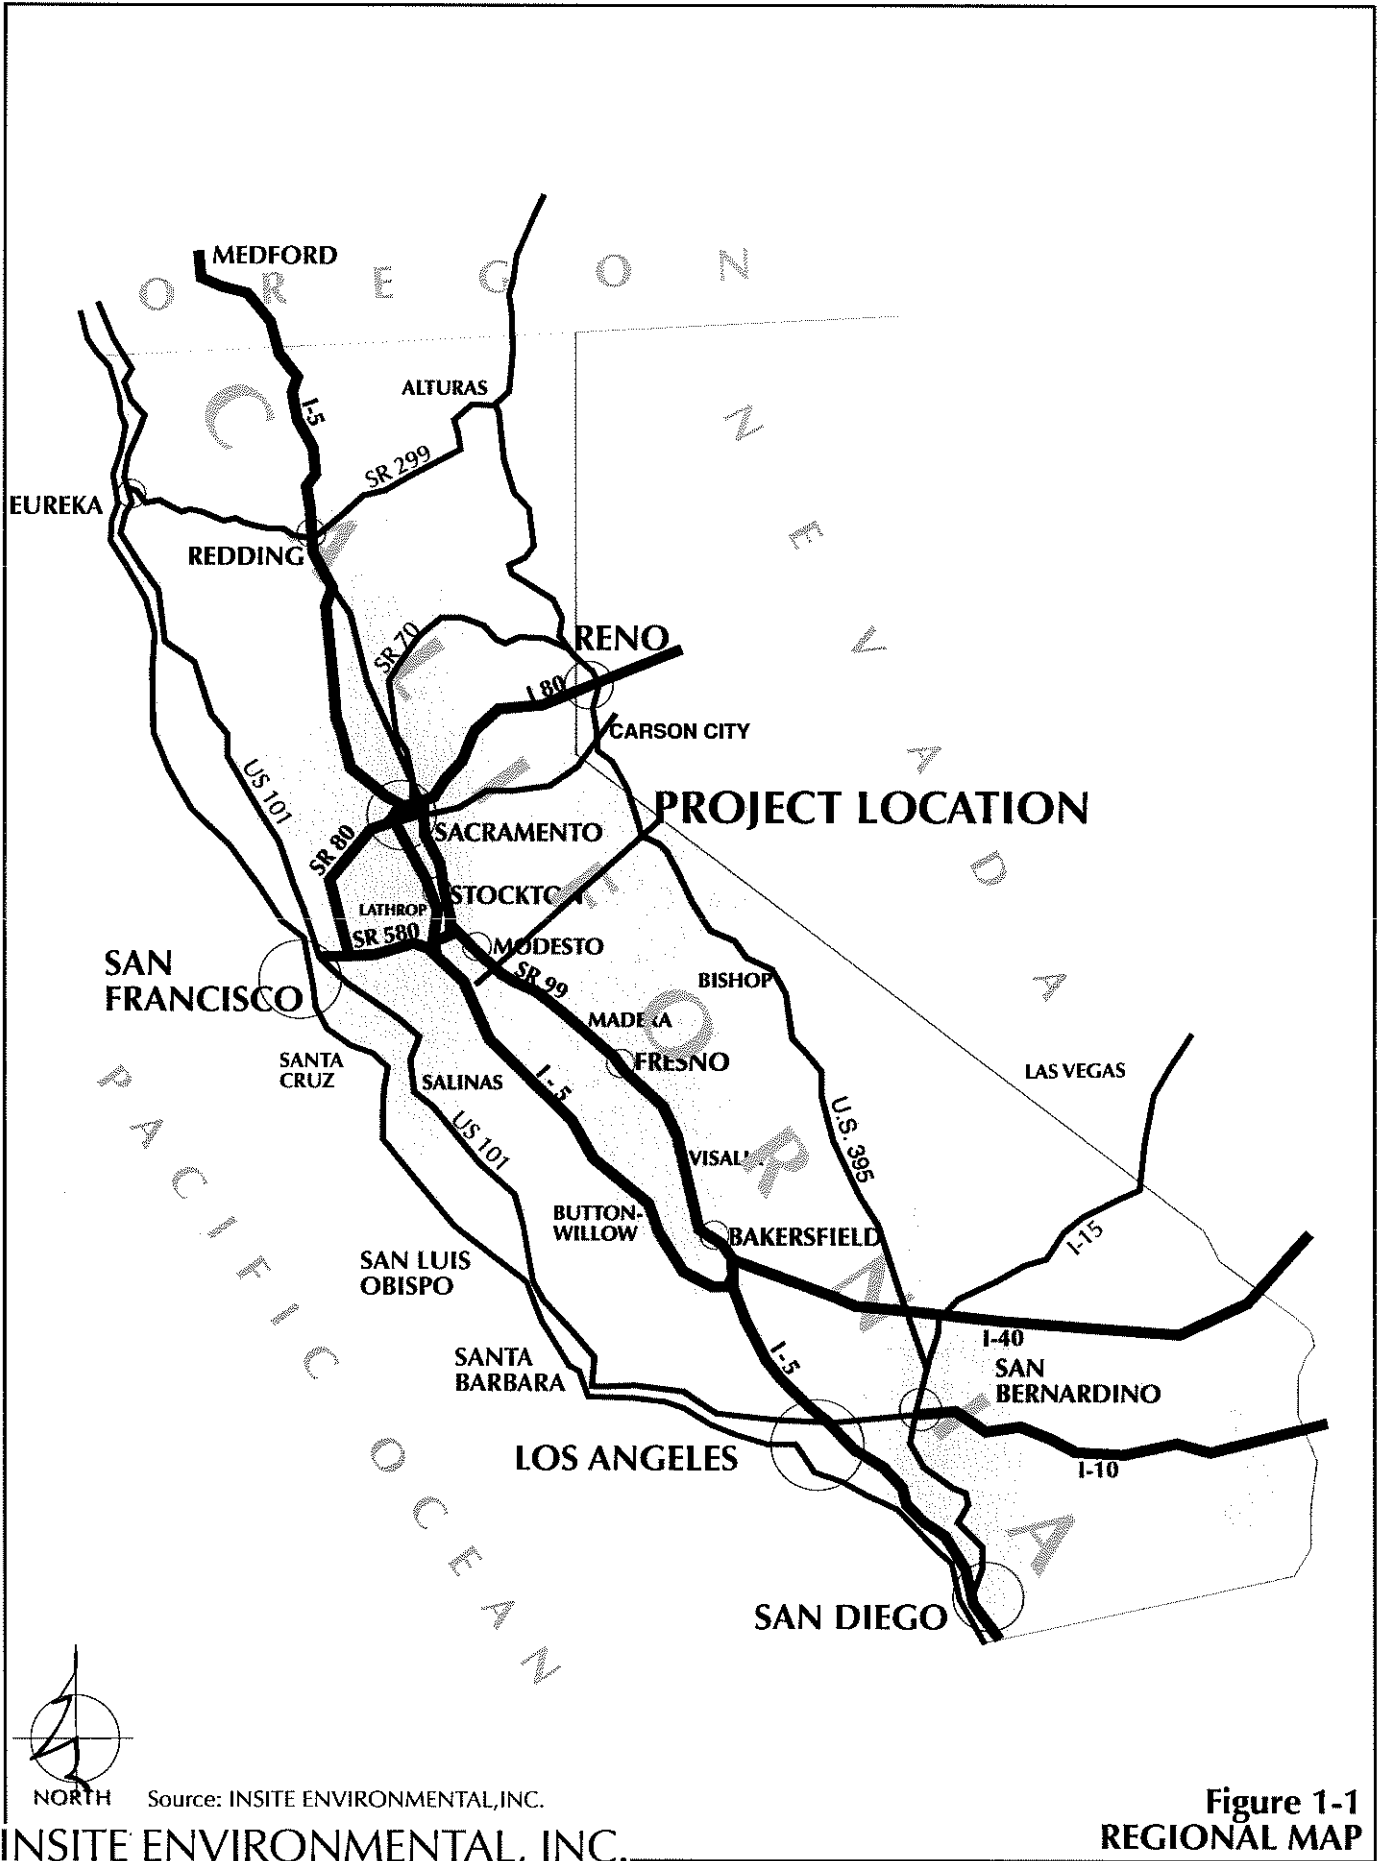 MEDFORD
OREGON
I-5
ALTURAS
SR 299
NEVADA
EUREKA
REDDING
SR 70
RENO
I 80
CARSON CITY
US 101
PROJECT LOCATION
SR 80
SACRAMENTO
STOCKTON
LATHROP
SR 580
MODESTO
SAN
FRANCISCO
SR 99
BISHOP
MADERA
SANTA
CRUZ
SALINAS
FRESNO
LAS VEGAS
I-5
US 101
U.S. 395
CALIFORNIA
PACIFIC OCEAN
BUTTON-
WILLOW
BAKERSFIELD
I-15
SAN LUIS
OBISPO
I-40
SANTA
BARBARA
I-5
SAN
BERNARDINO
LOS ANGELES
I-10
SAN DIEGO
NORTH
Source: INSITE ENVIRONMENTAL,INC.
Figure 1-1
REGIONAL MAP
INSITE ENVIRONMENTAL, INC.